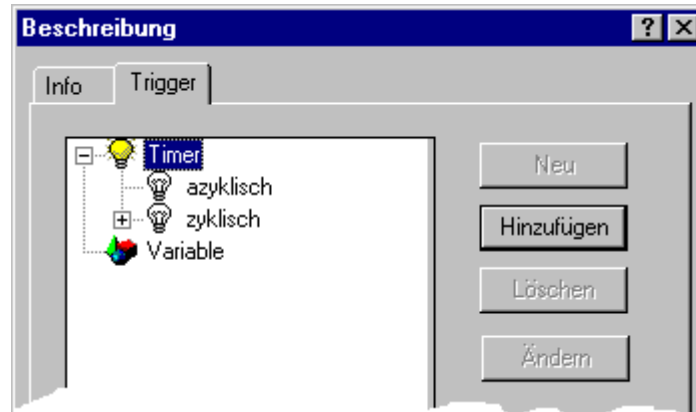 Beschreibung
Info
Trigger
Timer
azyklisch
zyklisch
Variable
Neu
Hinzufügen
Löschen
Ändern